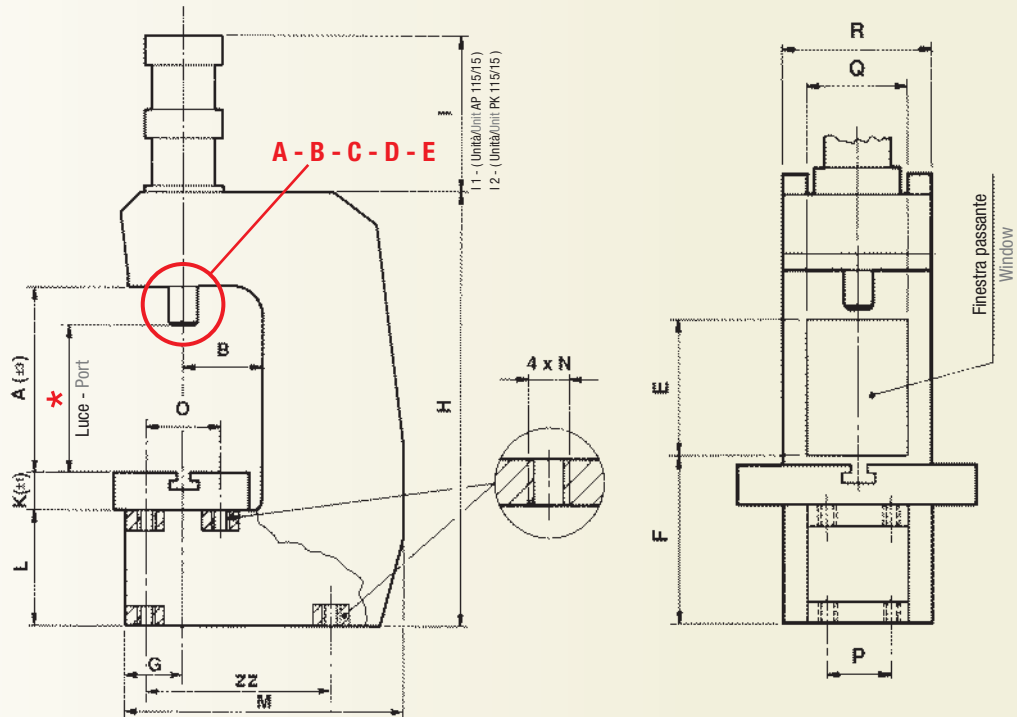 I
I 1 - ( Unità/Unit AP 115/15 )
I 2 - ( Unità/Unit PK 115/15 )
A - B - C - D - E
A (±3)
*
Luce - Port
B
O
K(±1)
L
H
G
ZZ
M
4 x N
R
Q
Finestra passante
Window
E
F
P